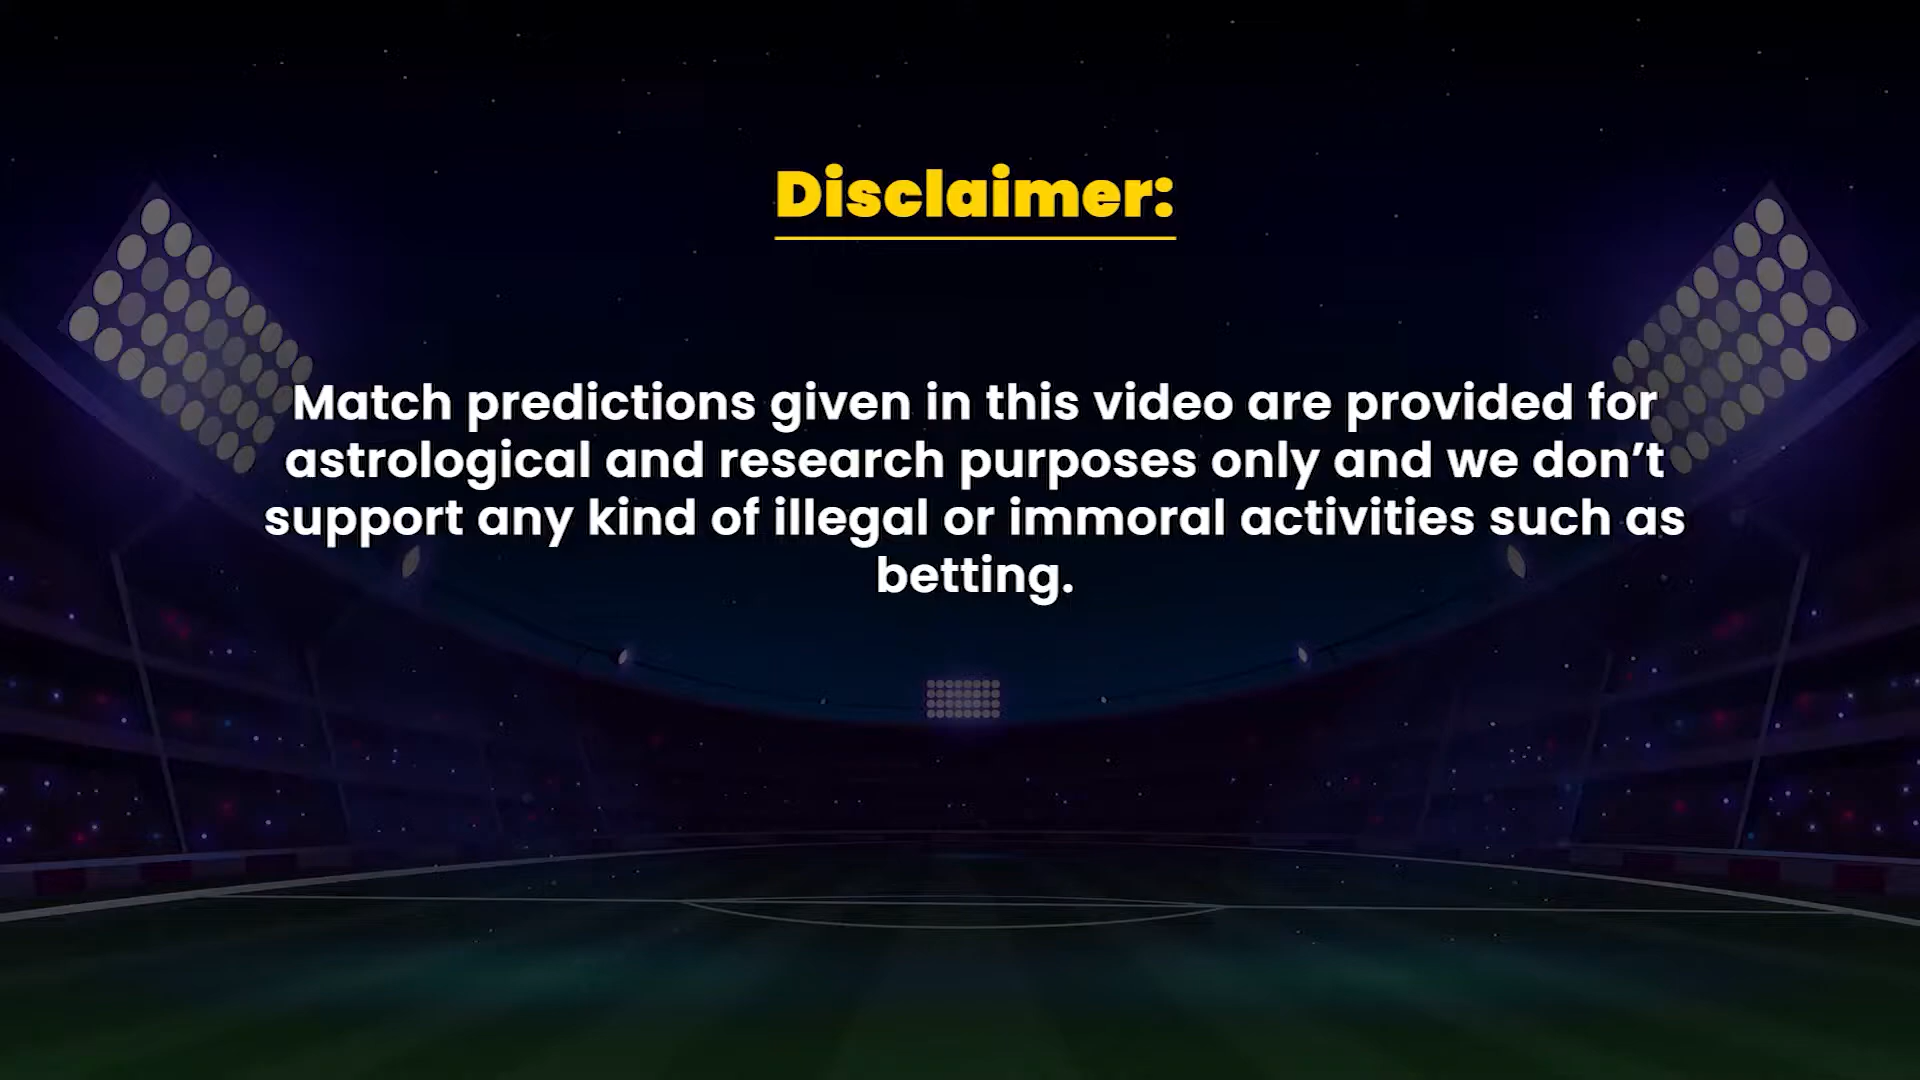 Disclaimer:
Match predictions given in this video are provided for
astrological and research purposes only and we don’t
support any kind of illegal or immoral activities such as
betting.